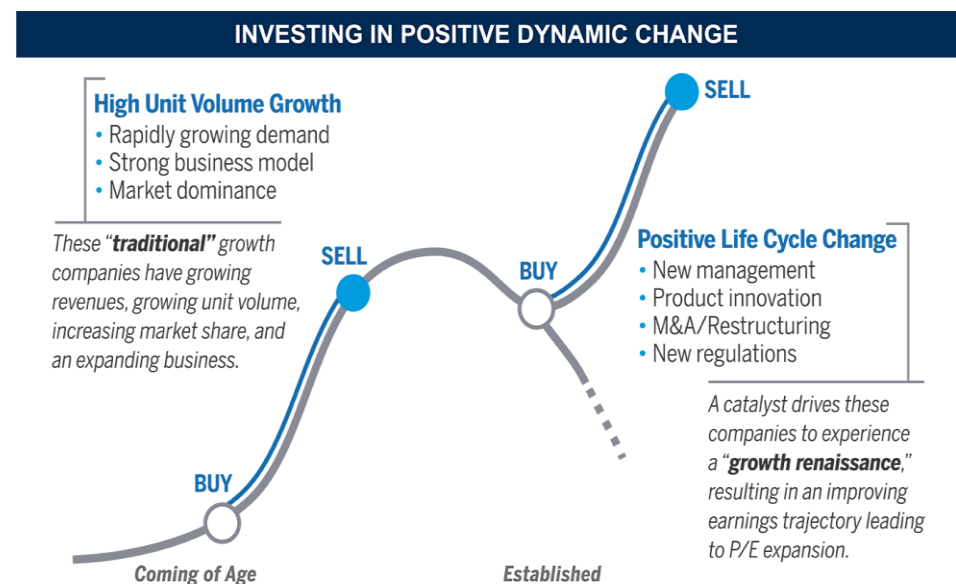 INVESTING IN POSITIVE DYNAMIC CHANGE
High Unit Volume Growth
• Rapidly growing demand
• Strong business model
• Market dominance
These “traditional” growth
companies have growing
revenues, growing unit volume,
increasing market share, and
an expanding business.
BUY
SELL
Coming of Age
BUY
SELL
Established
Positive Life Cycle Change
• New management
• Product innovation
• M&A/Restructuring
• New regulations
A catalyst drives these
companies to experience
a “growth renaissance,”
resulting in an improving
earnings trajectory leading
to P/E expansion.